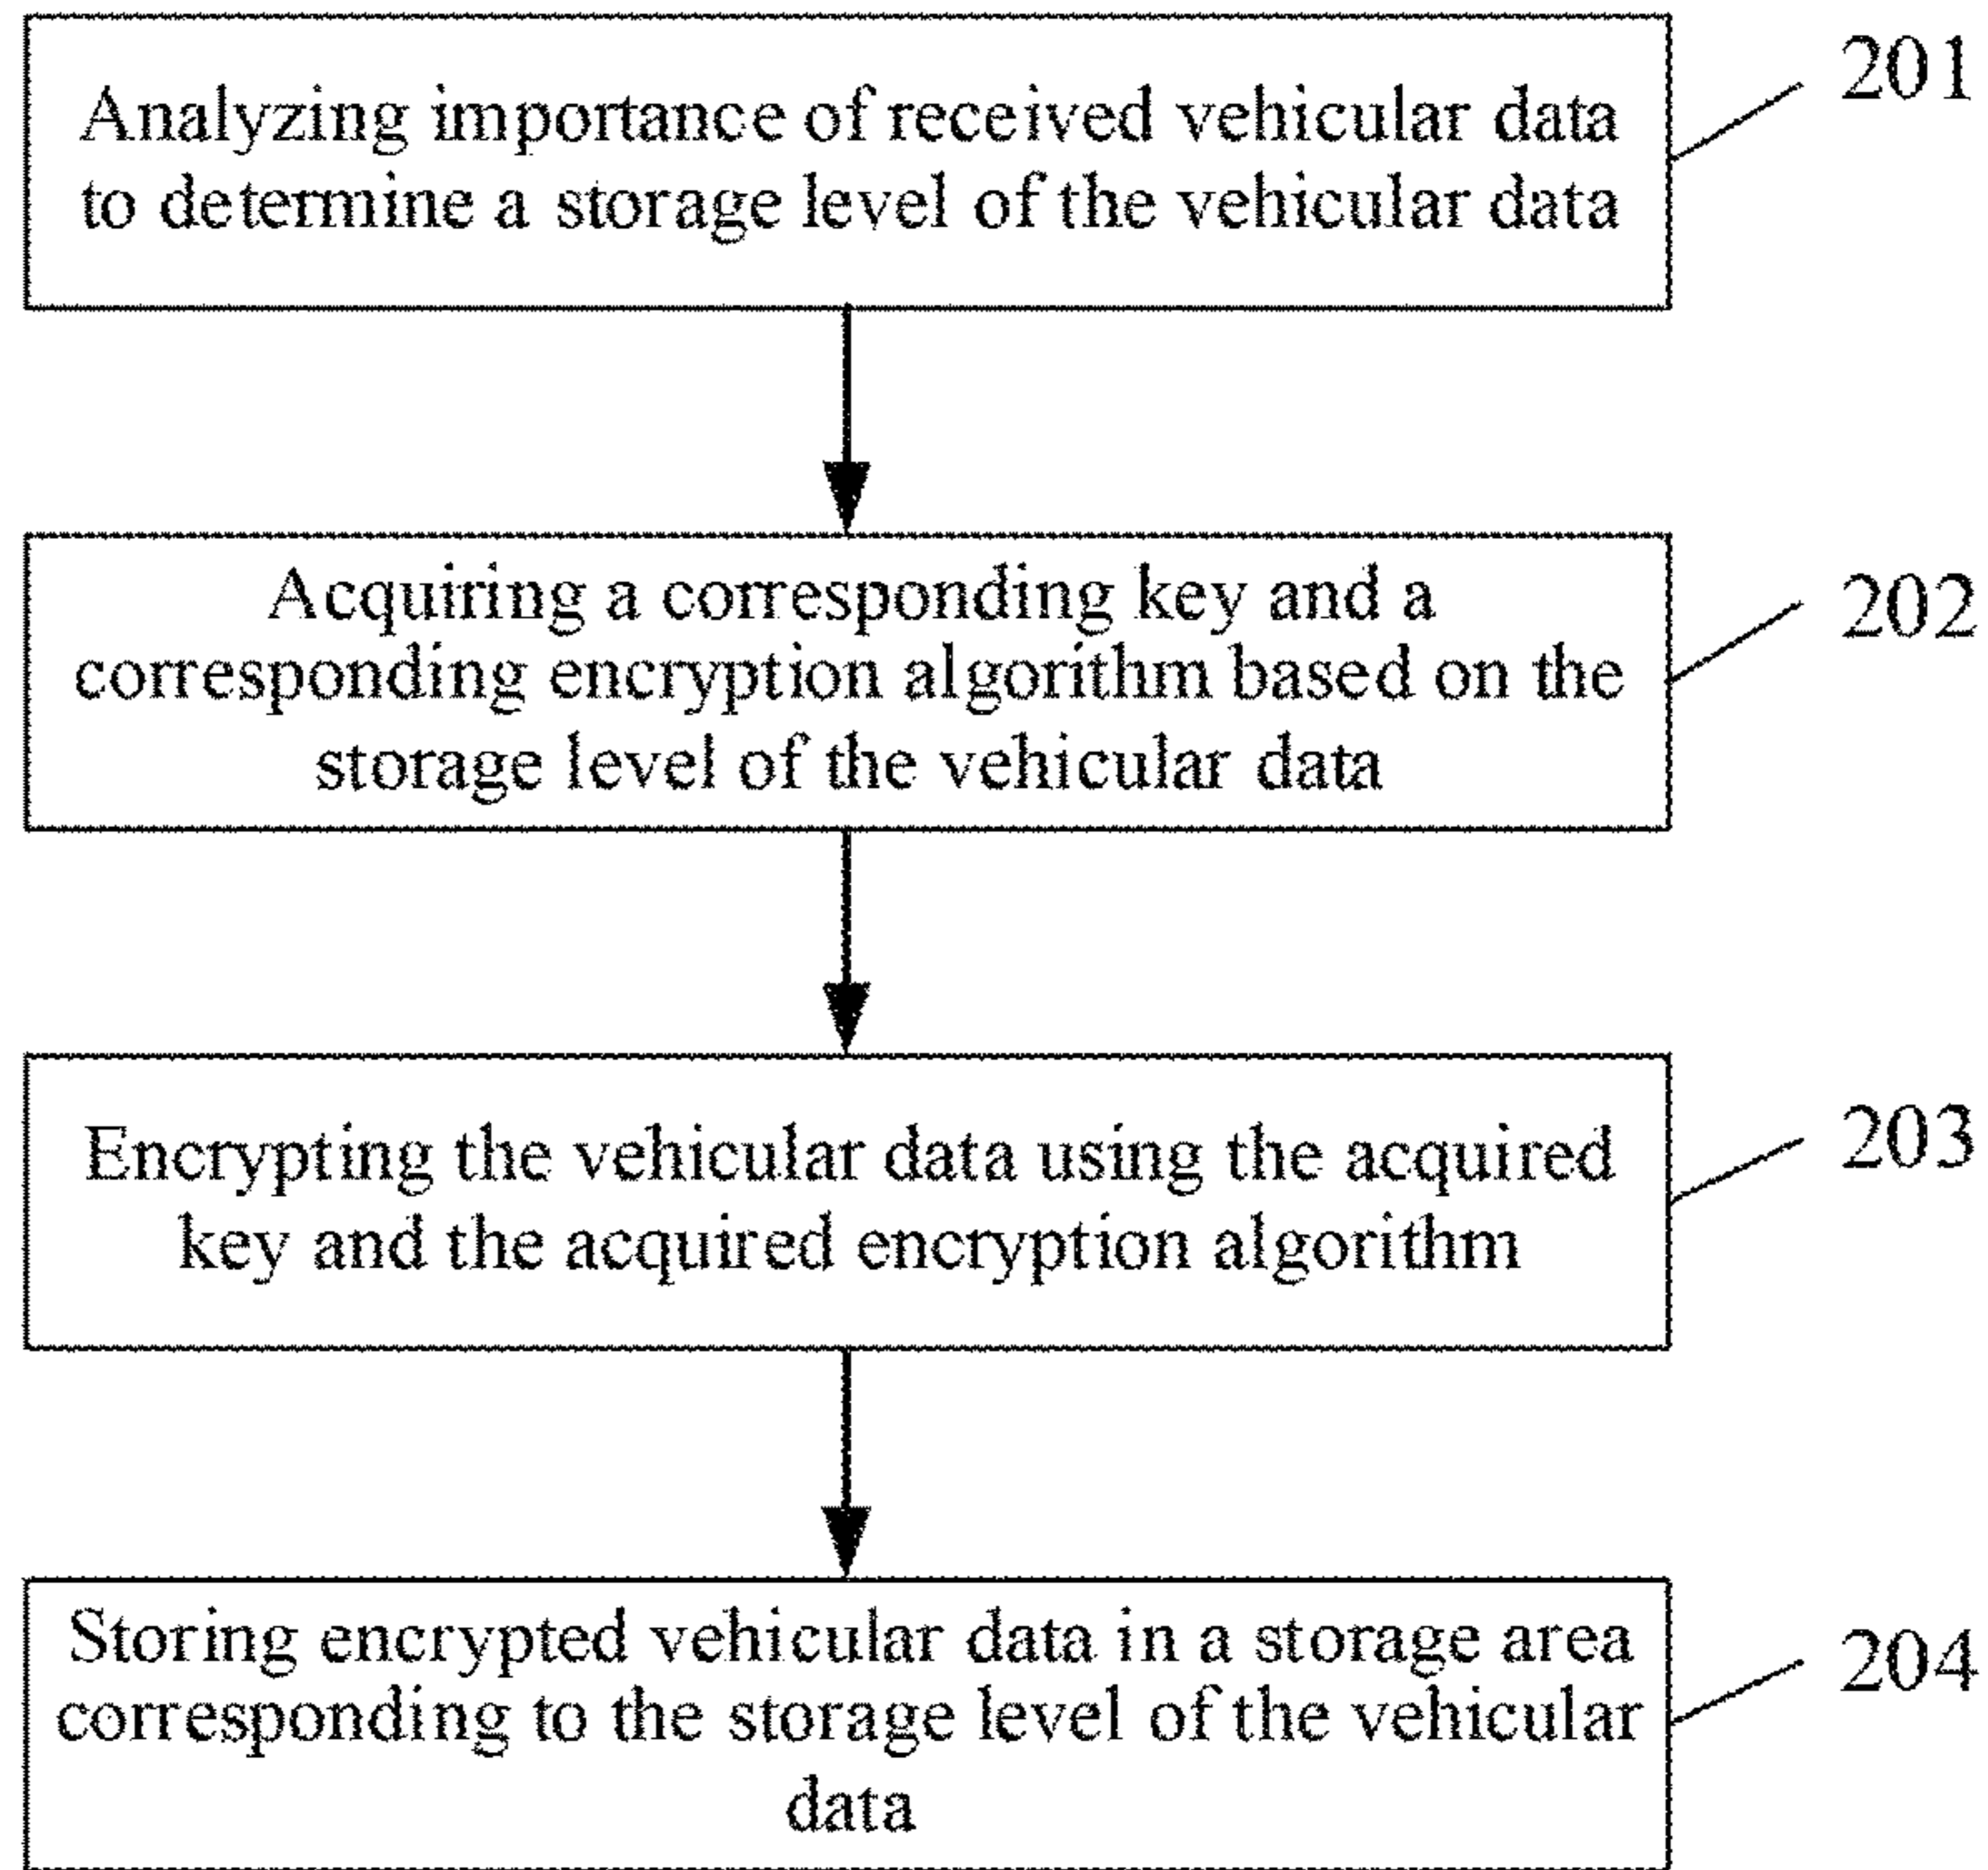 Analyzing importance of received vehicular data
to determine a storage level of the vehicular data
201
Acquiring a corresponding key and a
corresponding encryption algorithm based on the
storage level of the vehicular data
202
Encrypting the vehicular data using the acquired
key and the acquired encryption algorithm
203
Storing encrypted vehicular data in a storage area
corresponding to the storage level of the vehicular
data
204